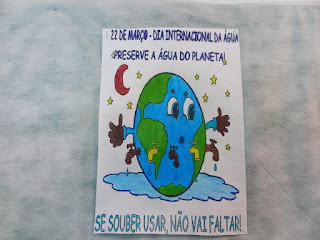 22 DE MARÇO - DIA INTERNACIONAL DA ÁGUA
PRESERVE A ÁGUA DO PLANETA!
SE SOUBER USAR, NÃO VAI FALTAR!